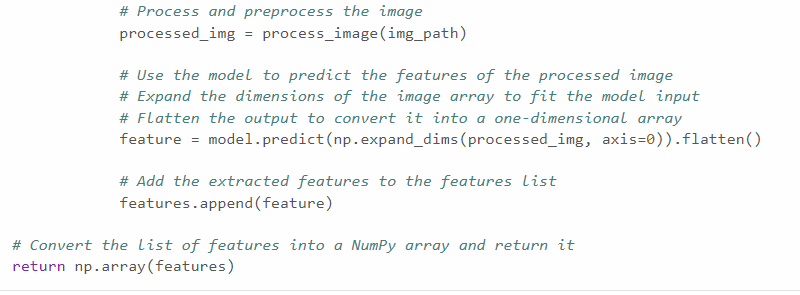 # Process and preprocess the image
processed_img = process_image(img_path)
# Use the model to predict the features of the processed image
# Expand the dimensions of the image array to fit the model input
# Flatten the output to convert it into a one-dimensional array
feature = model.predict(np.expand_dims(processed_img, axis=0)).flatten()
# Add the extracted features to the features list
features.append(feature)
# Convert the list of features into a NumPy array and return it
return np.array(features)